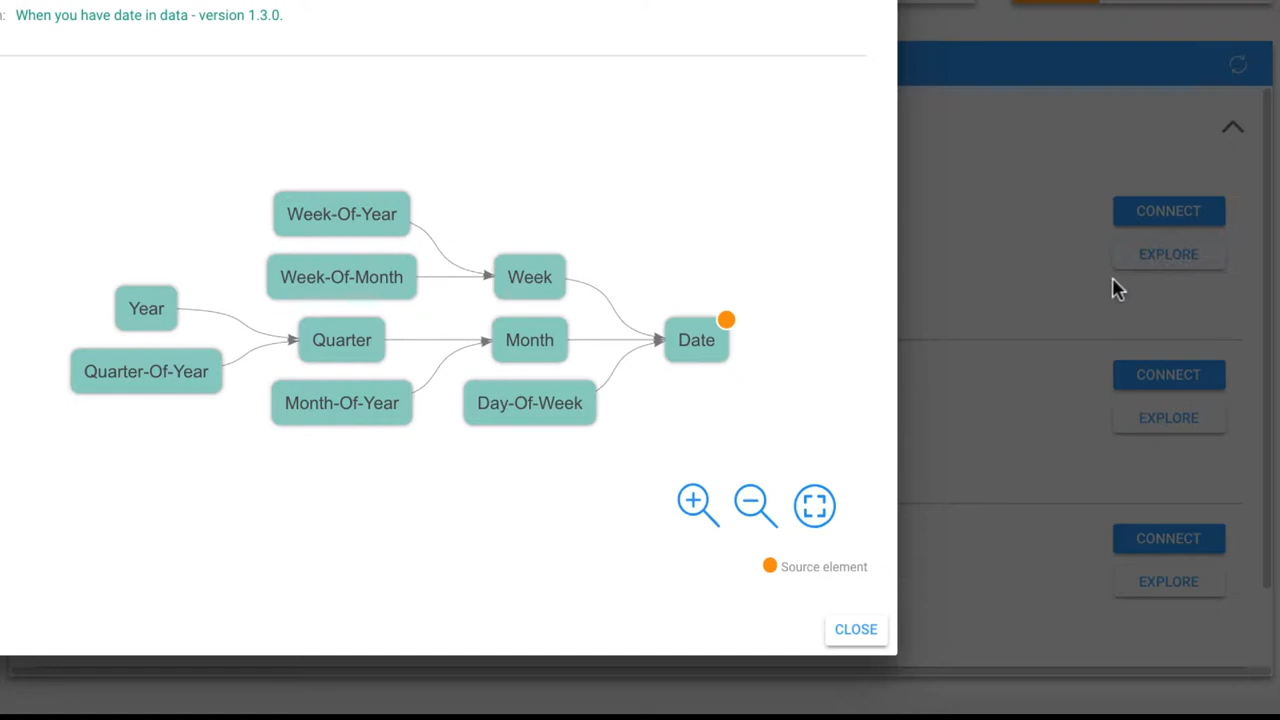 : When you have date in data - version 1.3.0.
Week-Of-Year
Week-Of-Month
Week
Year
Quarter
Month
Date
Quarter-Of-Year
Month-Of-Year
Day-Of-Week
Source element
CLOSE
CONNECT
EXPLORE
CONNECT
EXPLORE
CONNECT
EXPLORE